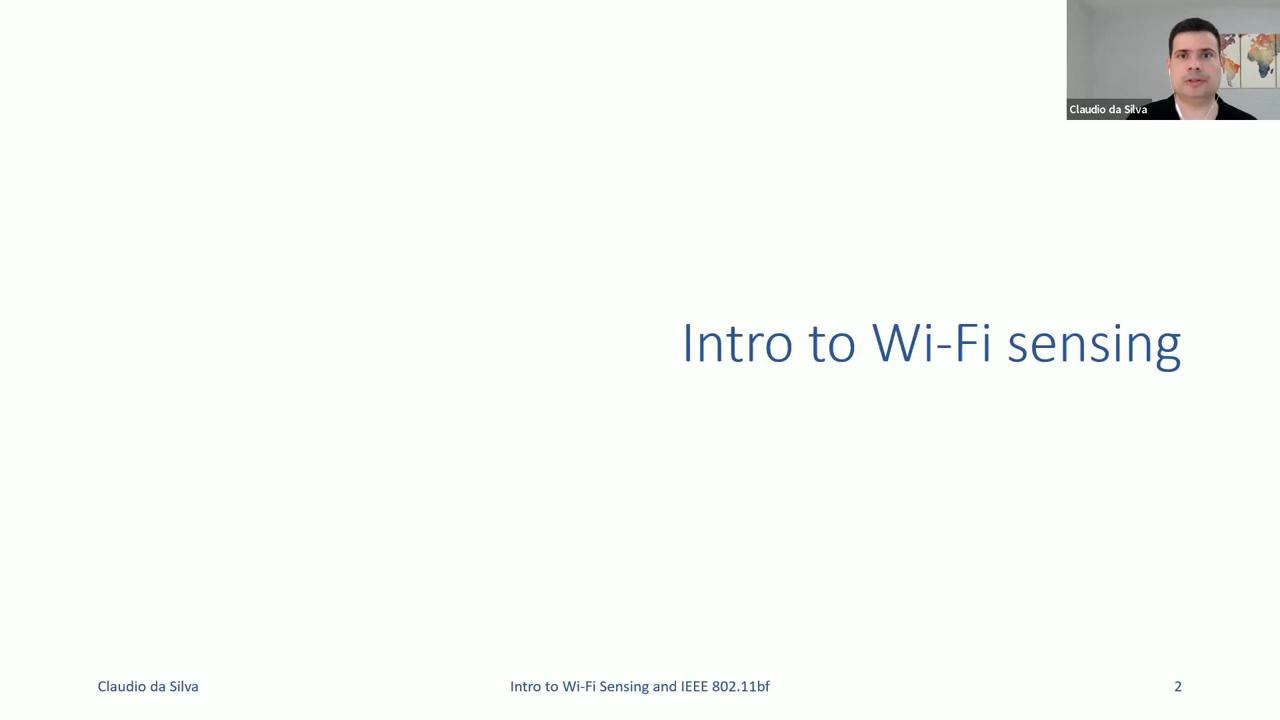 Claudio da Silva
Intro to Wi-Fi sensing
Claudio da Silva
Intro to Wi-Fi Sensing and IEEE 802.11bf
2